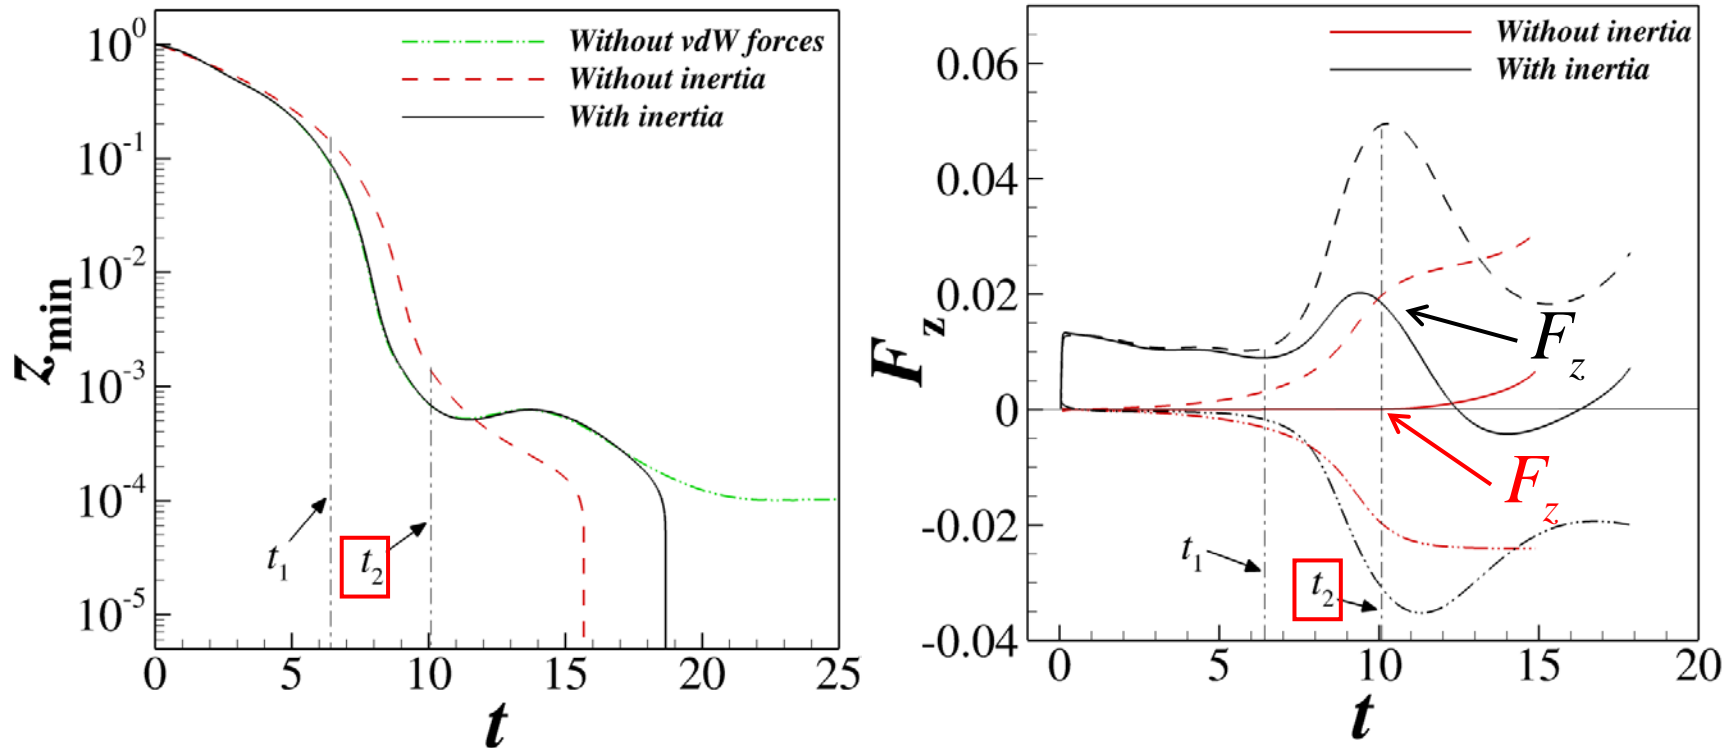 10^0
10^-1
10^-2
10^-3
10^-4
10^-5
z_min
Without vdW forces
Without inertia
With inertia
t_1
t_2
0 5 10 15 20 25
t
0.06
0.04
0.02
0
-0.02
-0.04
F_z
Without inertia
With inertia
F_z
F_z
t_1
t_2
0 5 10 15 20
t